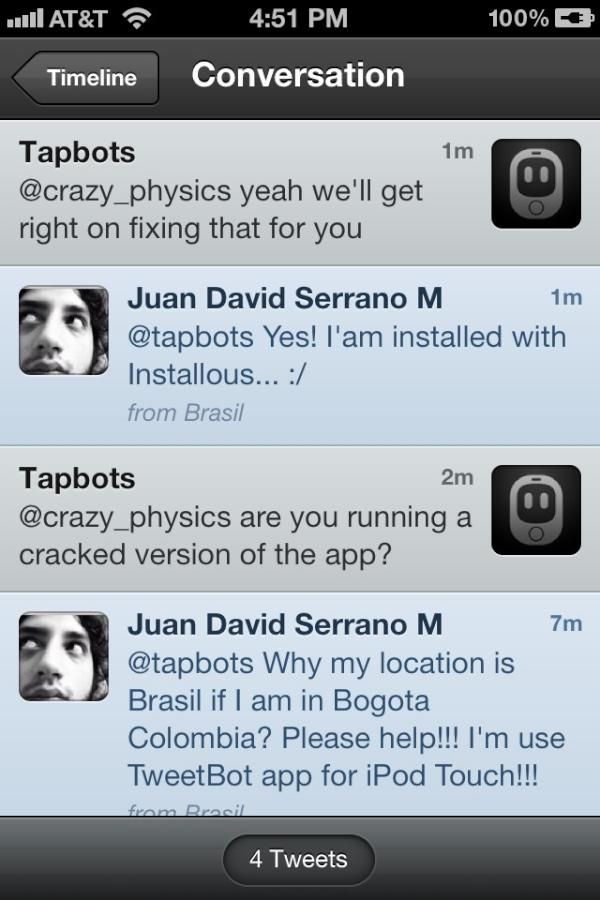 AT&T 4:51 PM 100%
Timeline Conversation
Tapbots 1m
@crazy_physics yeah we'll get
right on fixing that for you
Juan David Serrano M 1m
@tapbots Yes! I'am installed with
Installous... :/
from Brasil
Tapbots 2m
@crazy_physics are you running a
cracked version of the app?
Juan David Serrano M 7m
@tapbots Why my location is
Brasil if I am in Bogota
Colombia? Please help!!! I'm use
TweetBot app for iPod Touch!!!
from Brasil
4 Tweets